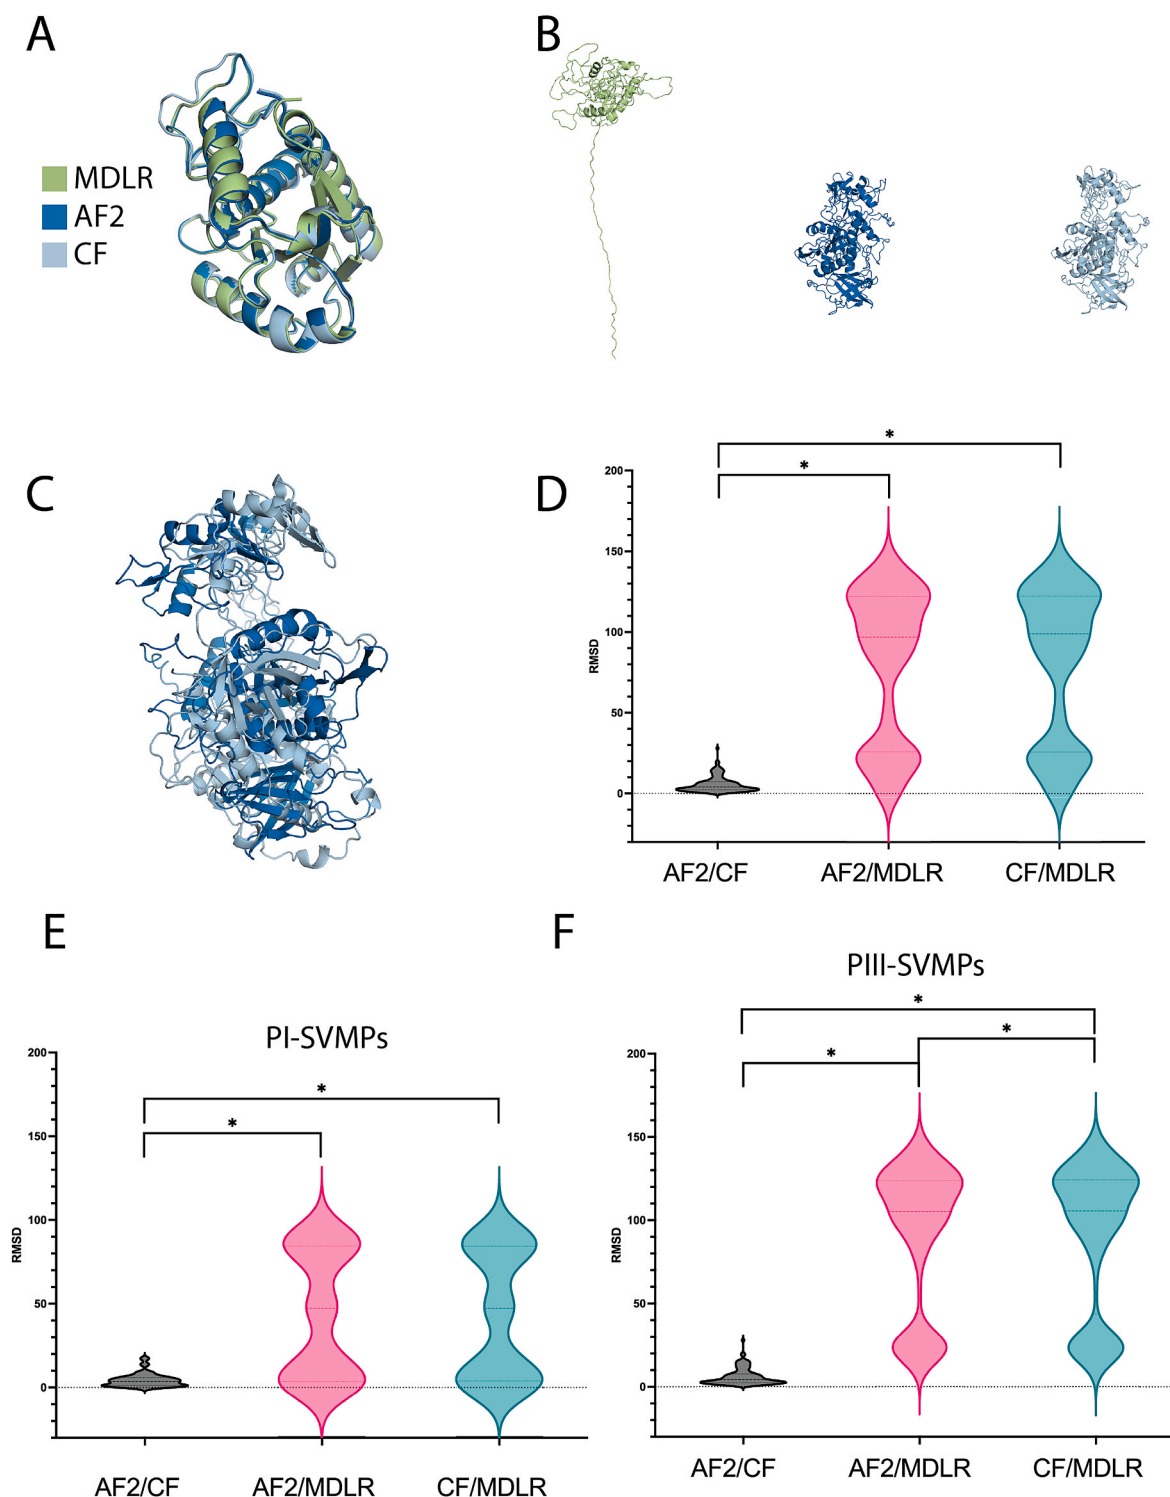 A
B
MDLR
AF2
CF
C
D
*
*
200
150
100
50
0
RMSD
AF2/CF
AF2/MDLR
CF/MDLR
E
F
PI-SVMPs
*
*
200
150
100
50
0
RMSD
AF2/CF
AF2/MDLR
CF/MDLR
PIII-SVMPs
*
*
*
200
150
100
50
0
RMSD
AF2/CF
AF2/MDLR
CF/MDLR